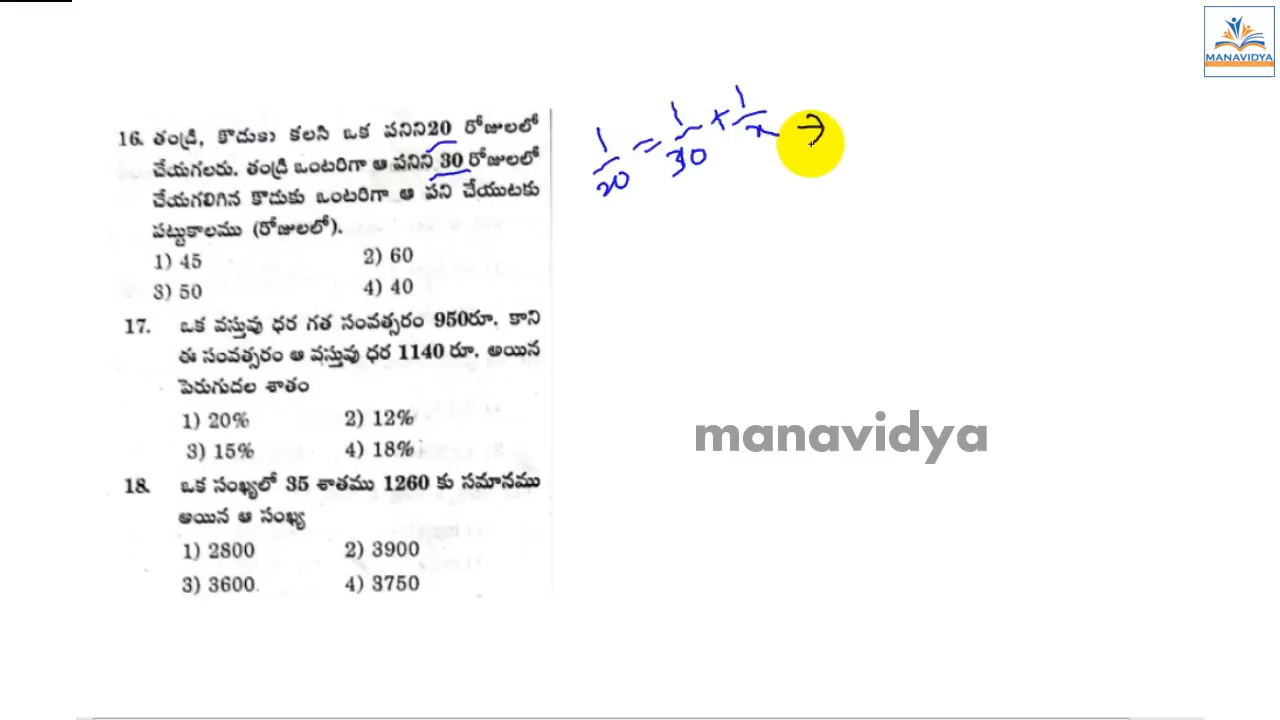 MANAVIDYA
16. తండ్రి, కొడుకు కలసి ఒక పనిని20 రోజులలో
చేయగలరు. తండ్రి ఒంటరిగా ఆ పనిని 30 రోజులలో
చేయగలిగిన కొడుకు ఒంటరిగా ఆ పని చేయుటకు
పట్టుకాలము (రోజులలో).
1) 45 2) 60
3) 50 4) 40
17. ఒక వస్తువు ధర గత సంవత్సరం 950రూ. కాని
ఈ సంవత్సరం ఆ వస్తువు ధర 1140 రూ. అయిన
పెరుగుదల శాతం
1) 20% 2) 12%
3) 15% 4) 18%
18. ఒక సంఖ్యలో 35 శాతము 1260 కు సమానము
అయిన ఆ సంఖ్య
1) 2800 2) 3900
3) 3600 4) 3750
1/20 = 1/30 + 1/x →
manavidya